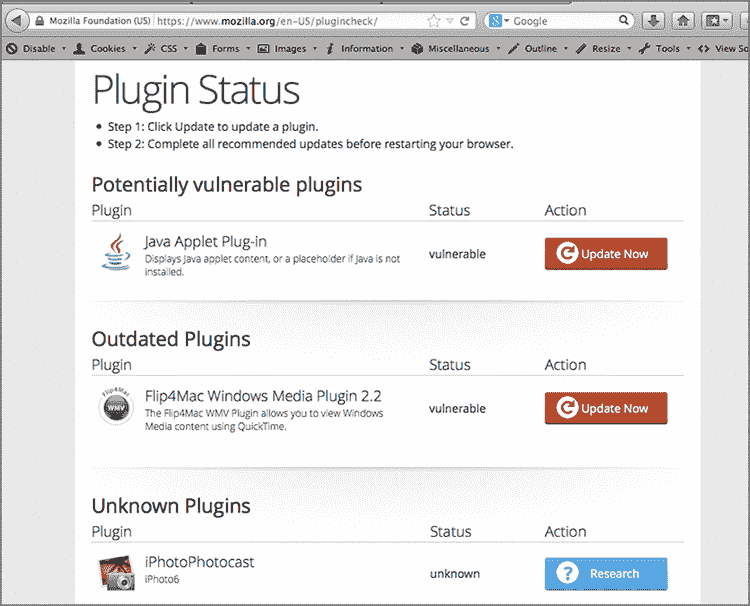 Mozilla Foundation (US) https://www.mozilla.org/en-US/plugincheck/ Google
Disable Cookies CSS Forms Images Information Miscellaneous Outline Resize Tools View So
Plugin Status
Step 1: Click Update to update a plugin.
Step 2: Complete all recommended updates before restarting your browser.
Potentially vulnerable plugins
Plugin Status Action
Java Applet Plug-in
Displays Java applet content, or a placeholder if Java is not
installed.
vulnerable
Update Now
Outdated Plugins
Plugin Status Action
Flip4Mac
WMV
Flip4Mac Windows Media Plugin 2.2
The Flip4Mac WMV Plugin allows you to view Windows
Media content using QuickTime.
vulnerable
Update Now
Unknown Plugins
Plugin Status Action
iPhotoPhotocast
iPhoto6
unknown
? Research